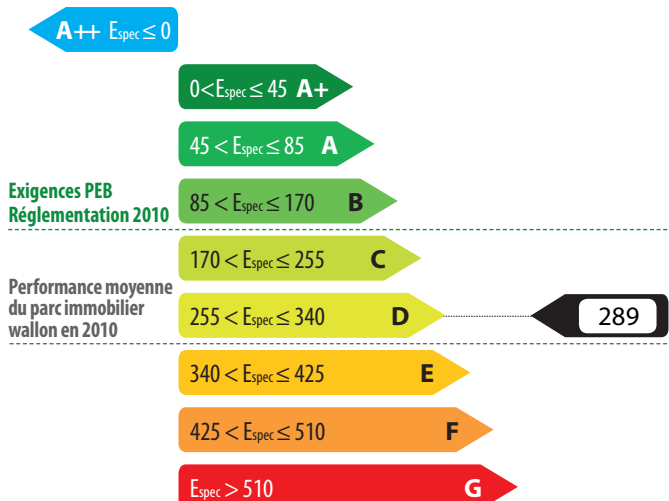 A++ Espec ≤ 0
0 < Espec ≤ 45 A+
45 < Espec ≤ 85 A
Exigences PEB
Réglementation 2010
85 < Espec ≤ 170 B
170 < Espec ≤ 255 C
Performance moyenne
du parc immobilier
wallon en 2010
255 < Espec ≤ 340 D
289
340 < Espec ≤ 425 E
425 < Espec ≤ 510 F
Espec > 510 G